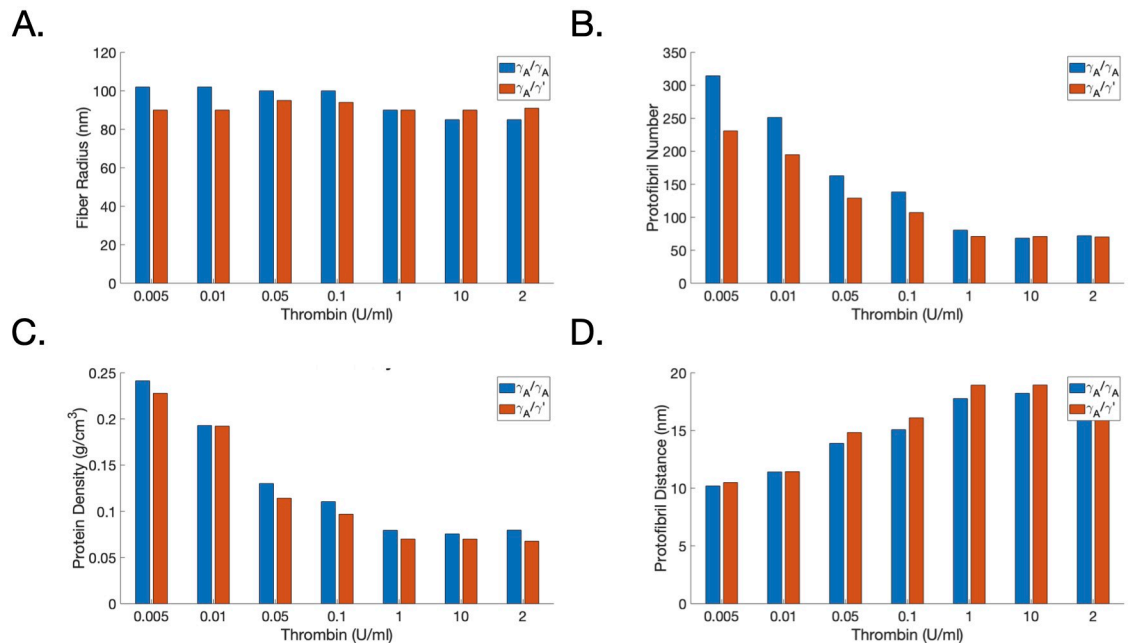 A.
120
100
80
60
40
20
0
Fiber Radius (nm)
γA/γA
γA/γ'
0.005 0.01 0.05 0.1 1 10 2
Thrombin (U/ml)
B.
350
300
250
200
150
100
50
0
Protofibril Number
γA/γA
γA/γ'
0.005 0.01 0.05 0.1 1 10 2
Thrombin (U/ml)
C.
0.25
0.2
0.15
0.1
0.05
0
Protein Density (g/cm³)
γA/γA
γA/γ'
0.005 0.01 0.05 0.1 1 10 2
Thrombin (U/ml)
D.
20
15
10
5
0
Protofibril Distance (nm)
γA/γA
γA/γ'
0.005 0.01 0.05 0.1 1 10 2
Thrombin (U/ml)